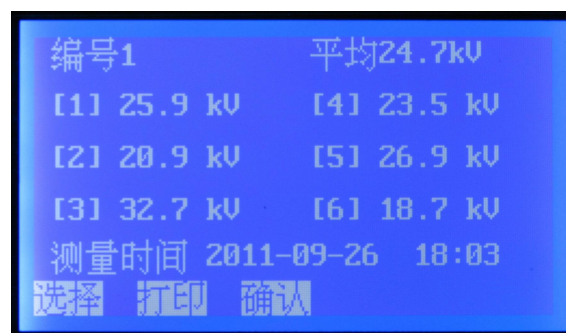 编号1 平均24.7kV
[1] 25.9 kV [4] 23.5 kV
[2] 20.9 kV [5] 26.9 kV
[3] 32.7 kV [6] 18.7 kV
测量时间 2011-09-26 18:03
选择 打印 确认